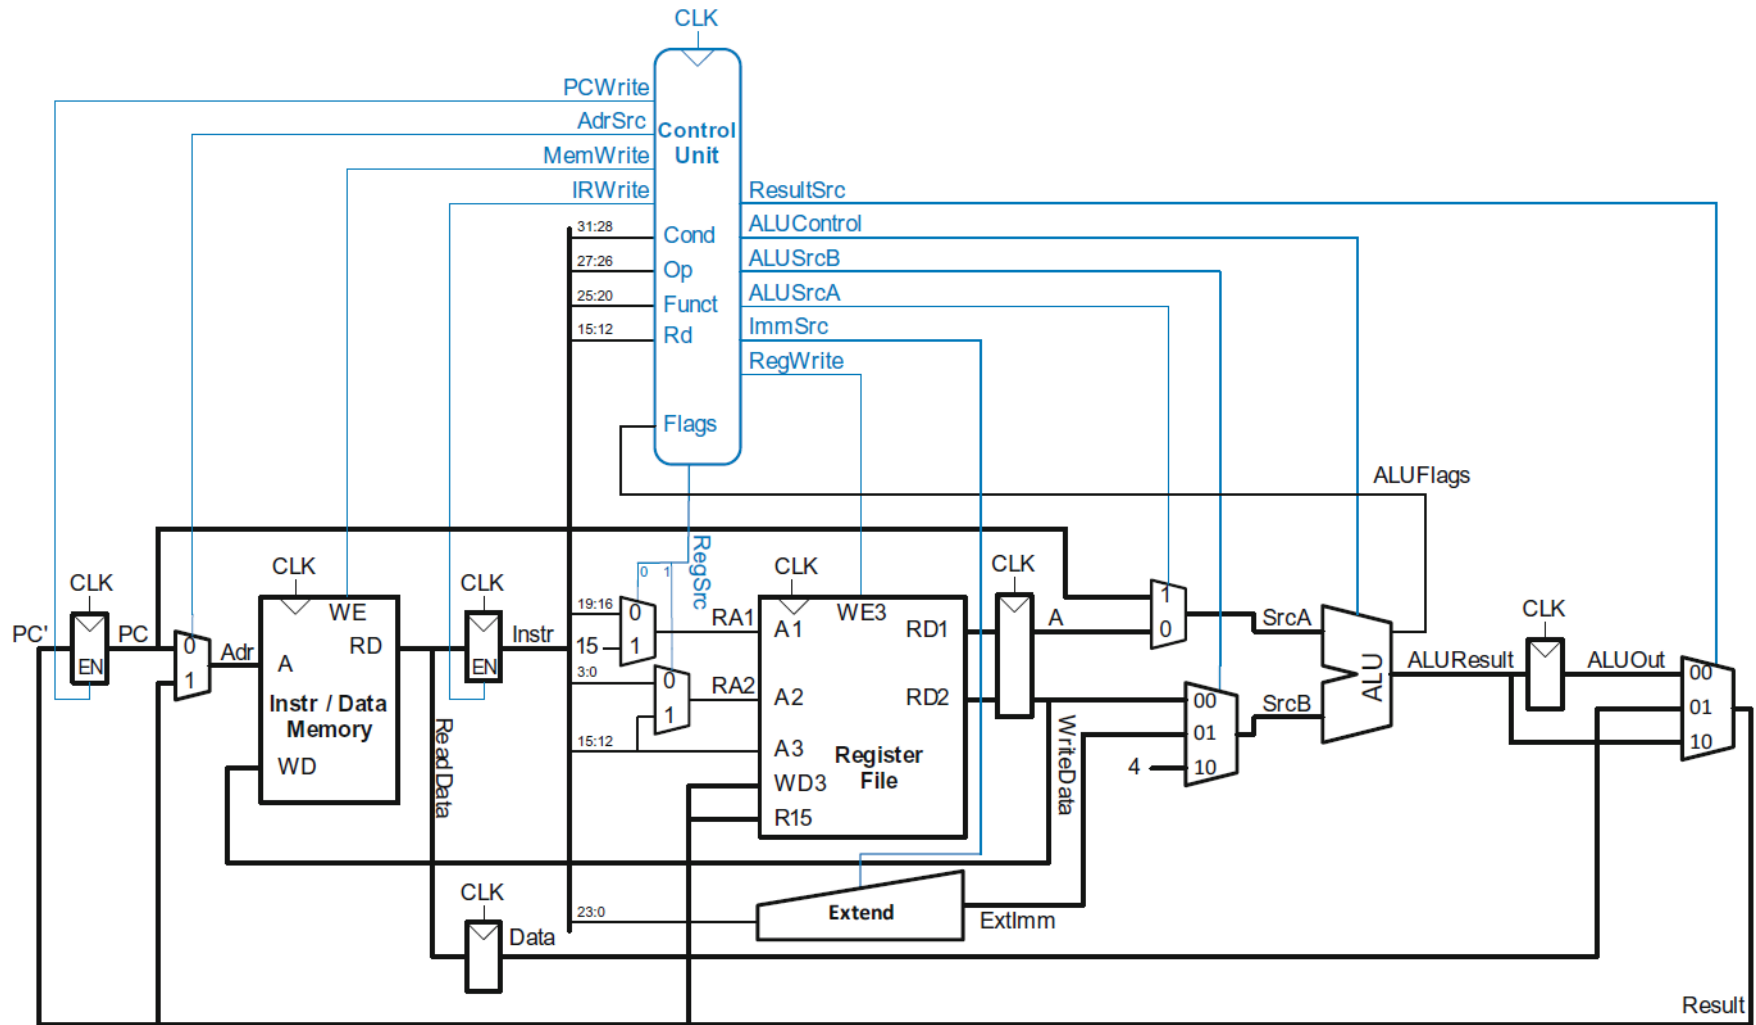 CLK
PCWrite
AdrSrc
MemWrite
IRWrite
Control
Unit
ResultSrc
ALUControl
ALUSrcB
ALUSrcA
ImmSrc
RegWrite
31:28
Cond
27:26
Op
25:20
Funct
15:12
Rd
Flags
ALUFlags
RegSrc
0 1
CLK
PC'
EN
PC
0
1
Adr
CLK
WE
RD
A
Instr / Data
Memory
WD
ReadData
CLK
EN
Instr
19:16
15
0
1
RA1
3:0
0
1
RA2
15:12
CLK
WE3
A1
RD1
A2
RD2
A3
Register
File
WD3
R15
CLK
A
WriteData
1
0
SrcA
00
01
10
4
SrcB
ALU
ALUResult
CLK
ALUOut
00
01
10
23:0
Extend
ExtImm
CLK
Data
Result